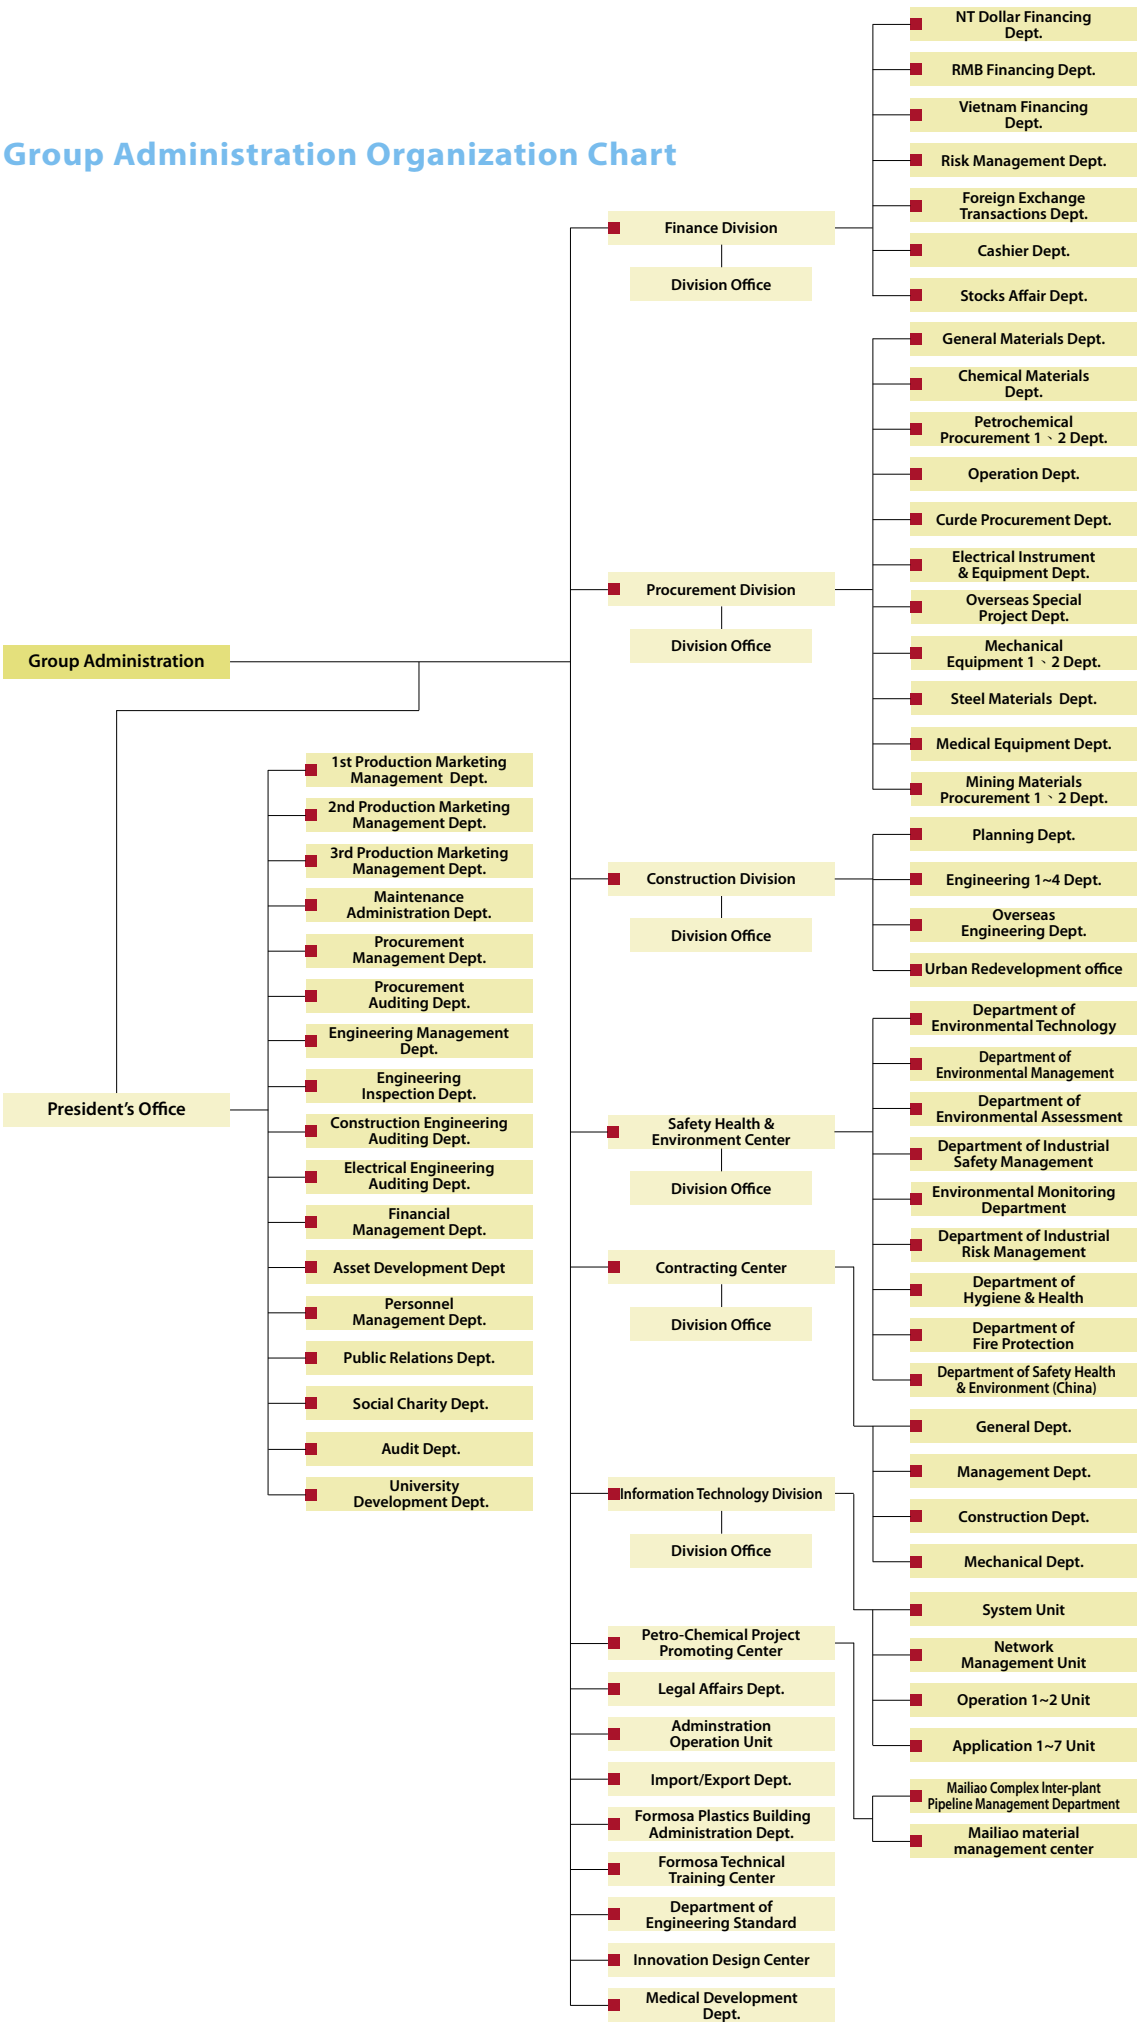 Group Administration Organization Chart
Group Administration
President’s Office
1st Production Marketing
Management Dept.
2nd Production Marketing
Management Dept.
3rd Production Marketing
Management Dept.
Maintenance
Administration Dept.
Procurement
Management Dept.
Procurement
Auditing Dept.
Engineering Management
Dept.
Engineering
Inspection Dept.
Construction Engineering
Auditing Dept.
Electrical Engineering
Auditing Dept.
Financial
Management Dept.
Asset Development Dept
Personnel
Management Dept.
Public Relations Dept.
Social Charity Dept.
Audit Dept.
University
Development Dept.
Finance Division
Division Office
NT Dollar Financing
Dept.
RMB Financing Dept.
Vietnam Financing
Dept.
Risk Management Dept.
Foreign Exchange
Transactions Dept.
Cashier Dept.
Stocks Affair Dept.
Procurement Division
Division Office
General Materials Dept.
Chemical Materials
Dept.
Petrochemical
Procurement 1、2 Dept.
Operation Dept.
Curde Procurement Dept.
Electrical Instrument
& Equipment Dept.
Overseas Special
Project Dept.
Mechanical
Equipment 1、2 Dept.
Steel Materials Dept.
Medical Equipment Dept.
Mining Materials
Procurement 1、2 Dept.
Construction Division
Division Office
Planning Dept.
Engineering 1~4 Dept.
Overseas
Engineering Dept.
Urban Redevelopment office
Safety Health &
Environment Center
Division Office
Department of
Environmental Technology
Department of
Environmental Management
Department of
Environmental Assessment
Department of Industrial
Safety Management
Environmental Monitoring
Department
Department of Industrial
Risk Management
Department of
Hygiene & Health
Department of
Fire Protection
Department of Safety Health
& Environment (China)
Contracting Center
Division Office
General Dept.
Management Dept.
Construction Dept.
Mechanical Dept.
Information Technology Division
Division Office
System Unit
Network
Management Unit
Operation 1~2 Unit
Application 1~7 Unit
Petro-Chemical Project
Promoting Center
Mailiao Complex Inter-plant
Pipeline Management Department
Mailiao material
management center
Legal Affairs Dept.
Adminstration
Operation Unit
Import/Export Dept.
Formosa Plastics Building
Administration Dept.
Formosa Technical
Training Center
Department of
Engineering Standard
Innovation Design Center
Medical Development
Dept.